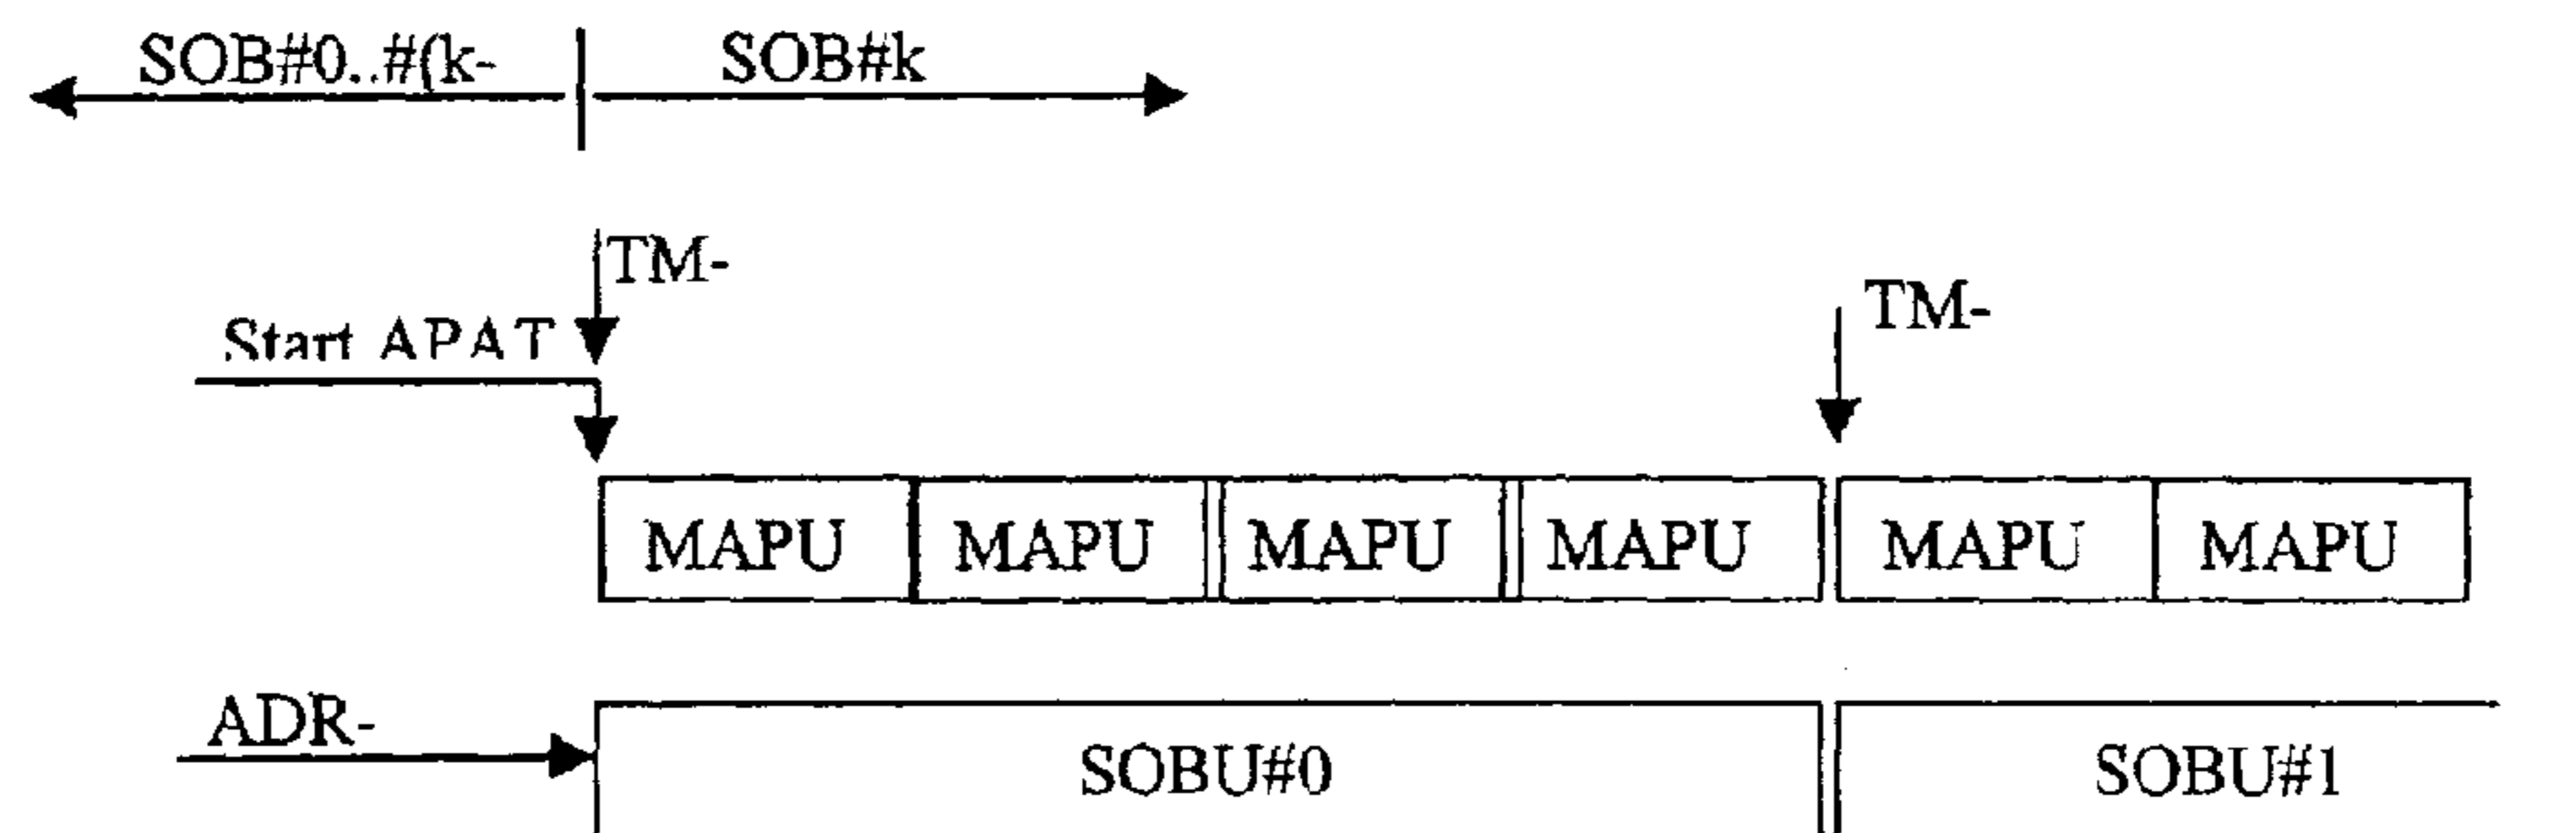 SOB#0..#(k-
SOB#k
TM-
TM-
Start APAT
MAPU MAPU MAPU MAPU MAPU MAPU
ADR-
SOBU#0
SOBU#1